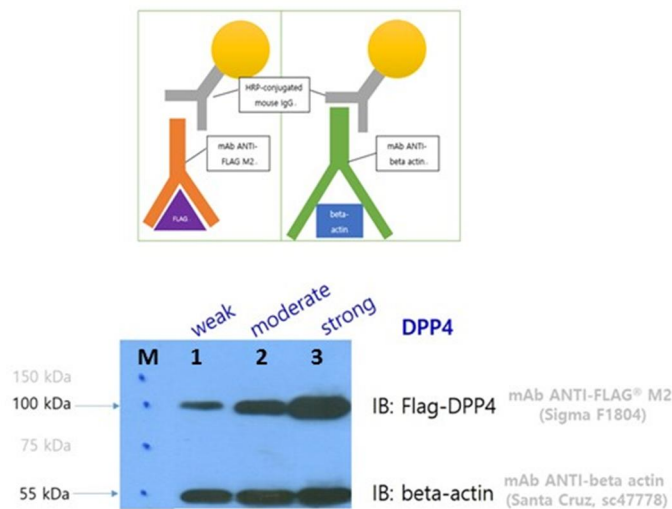 HRP-conjugated
mouse IgG.
mAb ANTI-
FLAG M2.
FLAG
mAb ANTI-
beta actin.
beta-
actin
weak moderate strong DPP4
M 1 2 3
150 kDa
100 kDa
IB: Flag-DPP4
mAb ANTI-FLAG® M2
(Sigma F1804)
75 kDa
55 kDa
IB: beta-actin
mAb ANTI-beta actin
(Santa Cruz, sc47778)